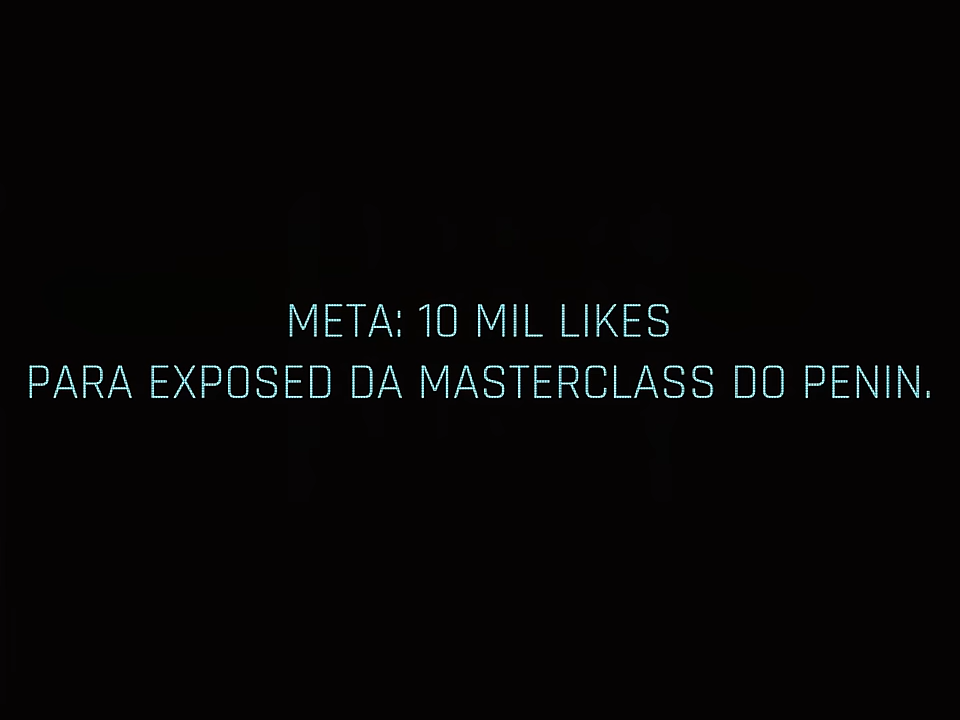 META: 10 MIL LIKES
PARA EXPOSED DA MASTERCLASS DO PENIN.